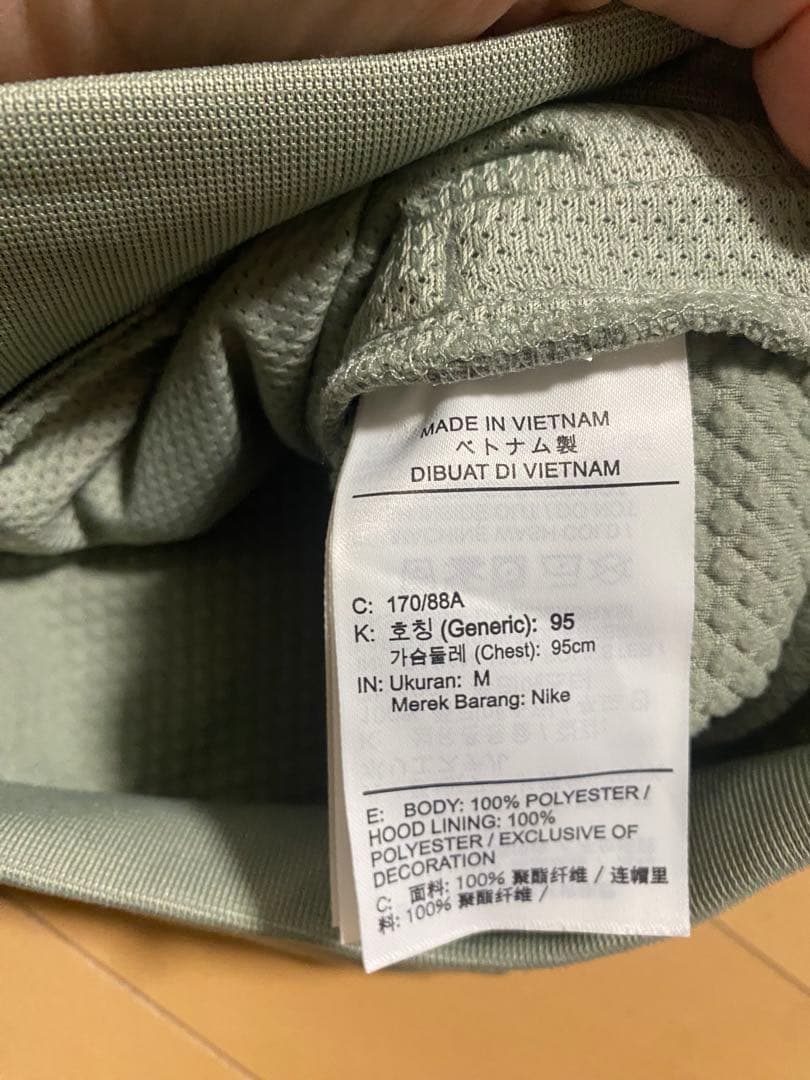 MADE IN VIETNAM
ベトナム製
DIBUAT DI VIETNAM
C: 170/88A
K: 호칭 (Generic): 95
가슴둘레 (Chest): 95cm
IN: Ukuran: M
Merek Barang: Nike
E: BODY: 100% POLYESTER /
HOOD LINING: 100%
POLYESTER / EXCLUSIVE OF
DECORATION
C: 面料: 100% 聚酯纤维 / 连帽里
料: 100% 聚酯纤维 /